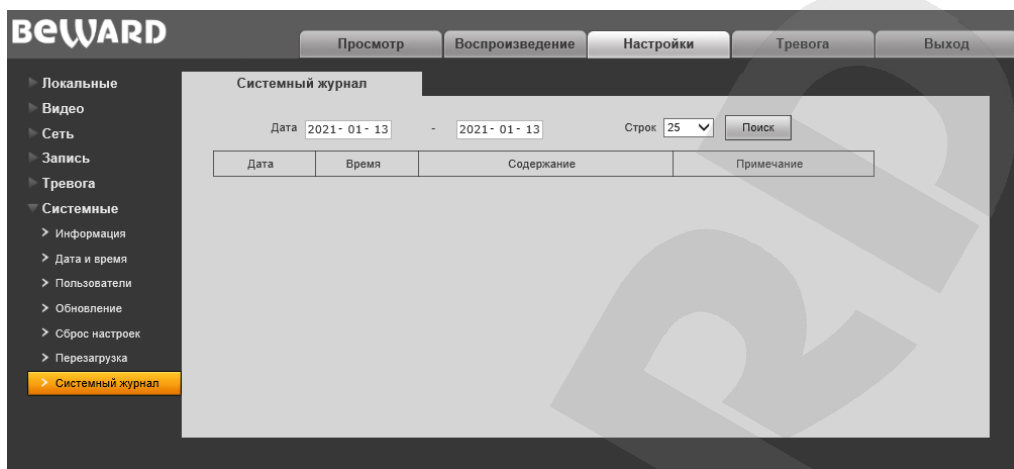 BEWARD
Просмотр Воспроизведение Настройки Тревога Выход
Локальные
Видео
Сеть
Запись
Тревога
Системные
Информация
Дата и время
Пользователи
Обновление
Сброс настроек
Перезагрузка
Системный журнал
Системный журнал
Дата 2021- 01- 13 - 2021- 01- 13 Строк 25 Поиск
Дата Время Содержание Примечание